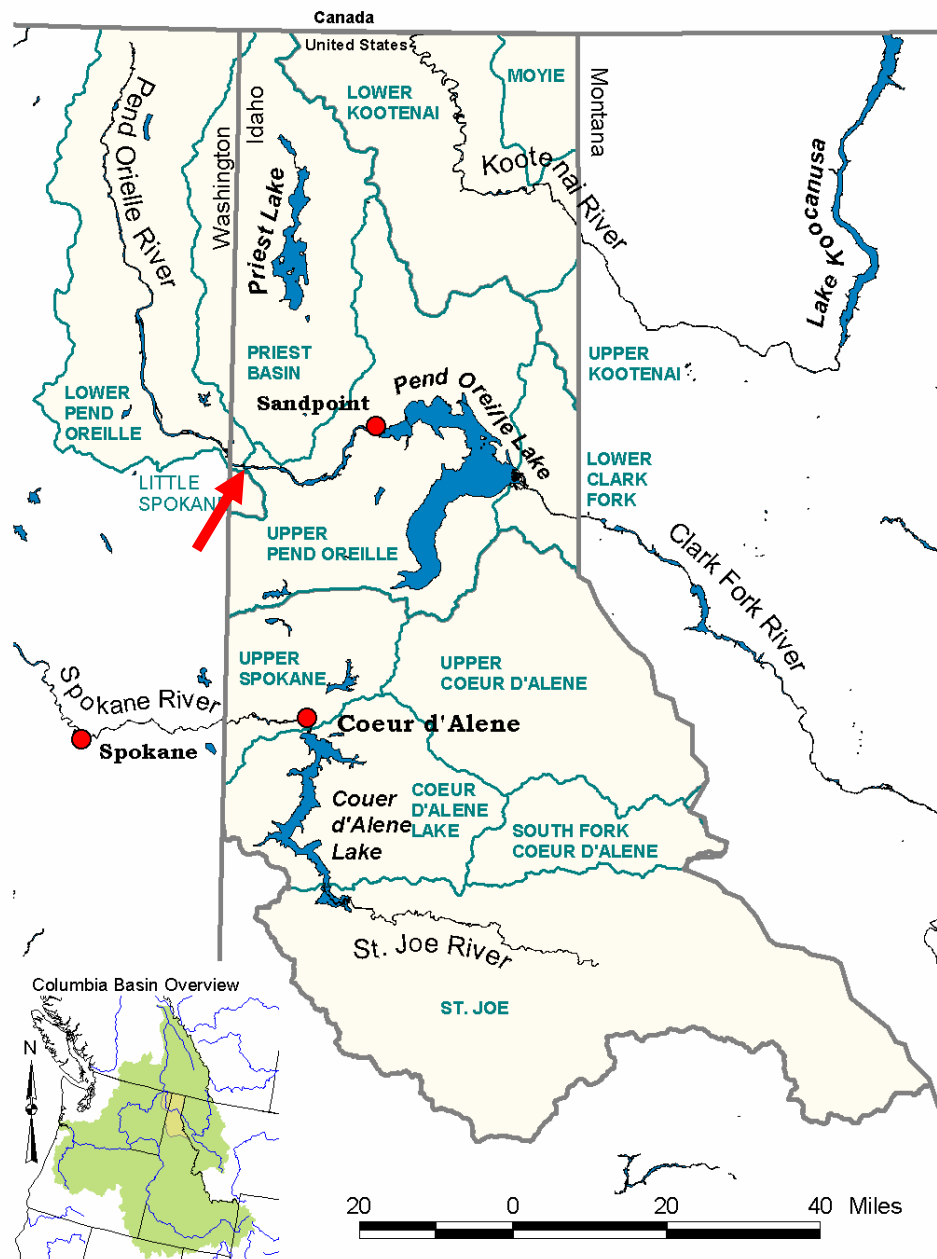 Canada
United States
Pend Orielle River
Washington
Idaho
Priest Lake
LOWER
KOOTENAI
MOYIE
Montana
Kootenai River
Lake Koocanusa
PRIEST
BASIN
UPPER
KOOTENAI
LOWER
PEND
OREILLE
Sandpoint
Pend Oreille Lake
LITTLE
SPOKANE
UPPER
PEND OREILLE
LOWER
CLARK
FORK
Clark Fork River
UPPER
SPOKANE
UPPER
COEUR D'ALENE
Spokane River
Spokane
Coeur d'Alene
Couer
d'Alene
Lake
COEUR
D'ALENE
LAKE
SOUTH FORK
COEUR D'ALENE
St. Joe River
ST. JOE
Columbia Basin Overview
N
20 0 20 40 Miles